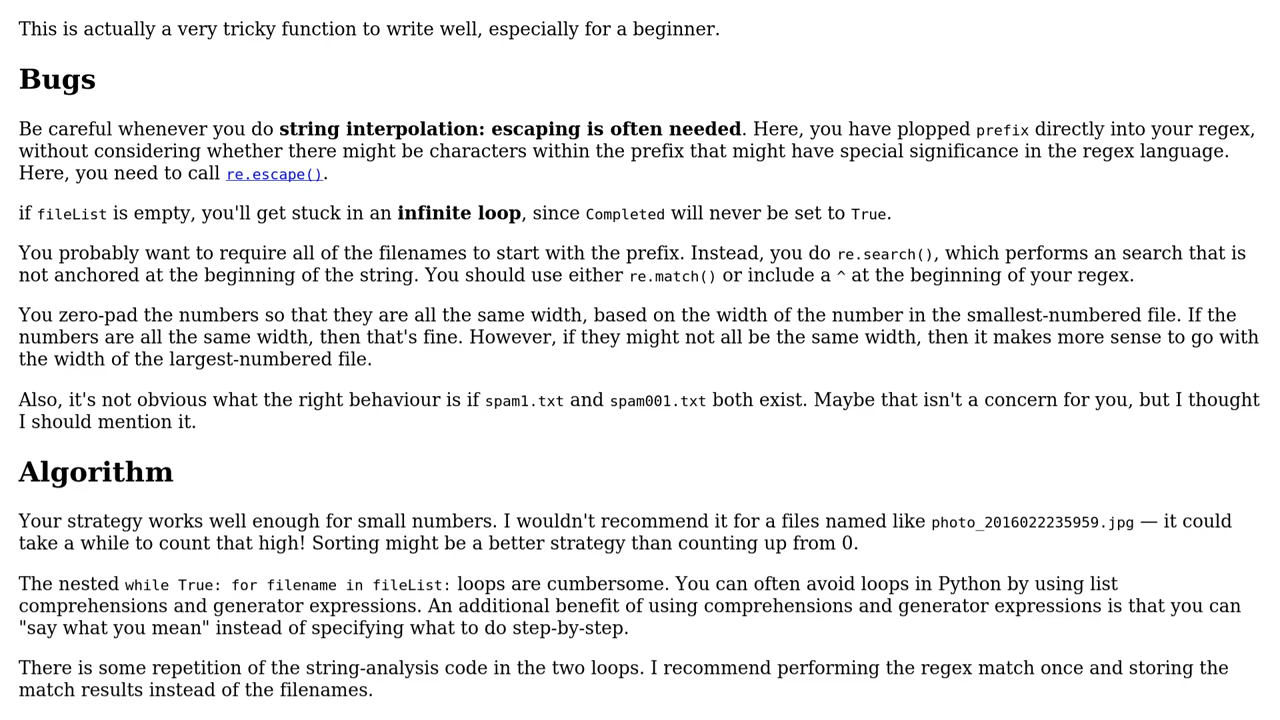 This is actually a very tricky function to write well, especially for a beginner.
Bugs
Be careful whenever you do string interpolation: escaping is often needed. Here, you have plopped prefix directly into your regex,
without considering whether there might be characters within the prefix that might have special significance in the regex language.
Here, you need to call re.escape().
if fileList is empty, you'll get stuck in an infinite loop, since Completed will never be set to True.
You probably want to require all of the filenames to start with the prefix. Instead, you do re.search(), which performs an search that is
not anchored at the beginning of the string. You should use either re.match() or include a ^ at the beginning of your regex.
You zero-pad the numbers so that they are all the same width, based on the width of the number in the smallest-numbered file. If the
numbers are all the same width, then that's fine. However, if they might not all be the same width, then it makes more sense to go with
the width of the largest-numbered file.
Also, it's not obvious what the right behaviour is if spam1.txt and spam001.txt both exist. Maybe that isn't a concern for you, but I thought
I should mention it.
Algorithm
Your strategy works well enough for small numbers. I wouldn't recommend it for a files named like photo_2016022235959.jpg — it could
take a while to count that high! Sorting might be a better strategy than counting up from 0.
The nested while True: for filename in fileList: loops are cumbersome. You can often avoid loops in Python by using list
comprehensions and generator expressions. An additional benefit of using comprehensions and generator expressions is that you can
"say what you mean" instead of specifying what to do step-by-step.
There is some repetition of the string-analysis code in the two loops. I recommend performing the regex match once and storing the
match results instead of the filenames.